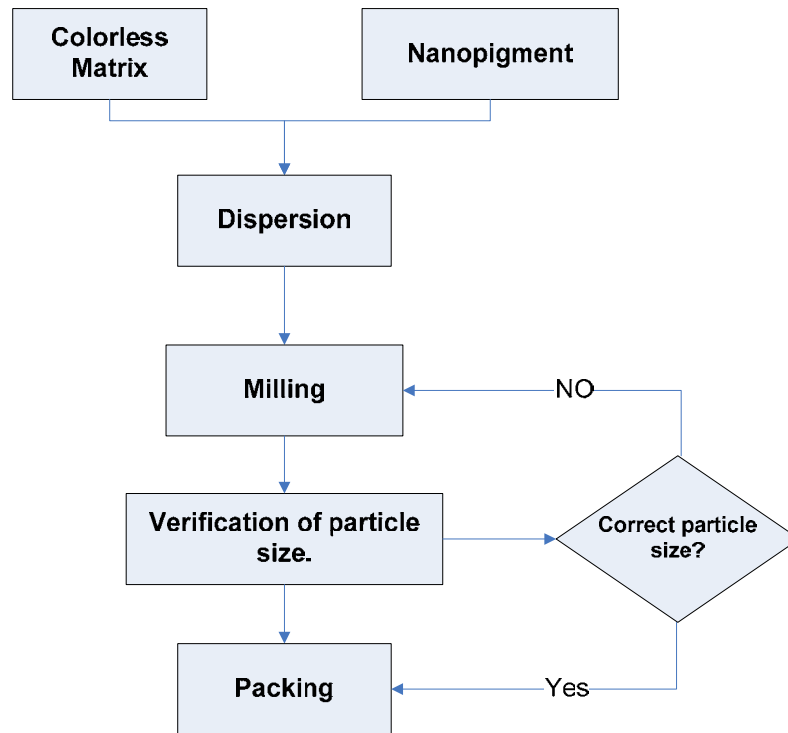 Colorless
Matrix
Nanopigment
Dispersion
Milling
NO
Verification of particle
size.
Correct particle
size?
Packing
Yes